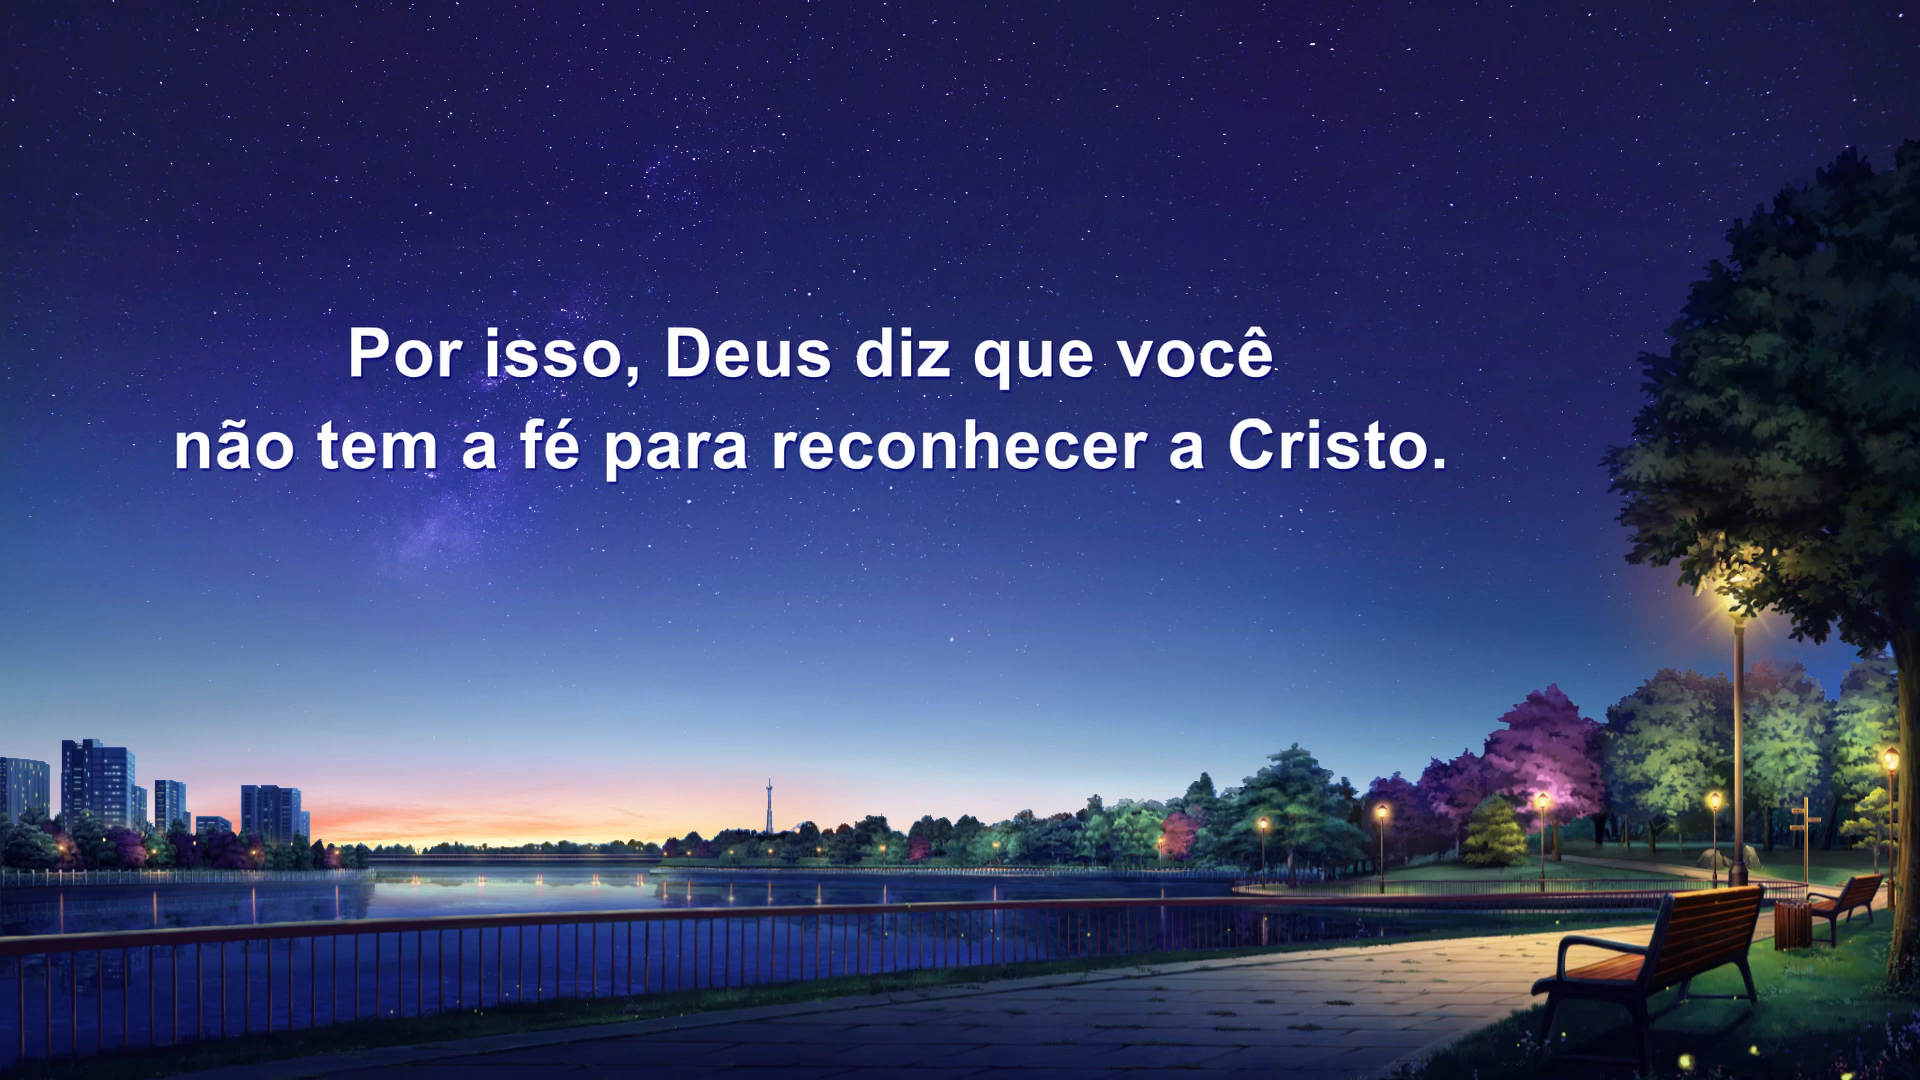 Por isso, Deus diz que você
não tem a fé para reconhecer a Cristo.